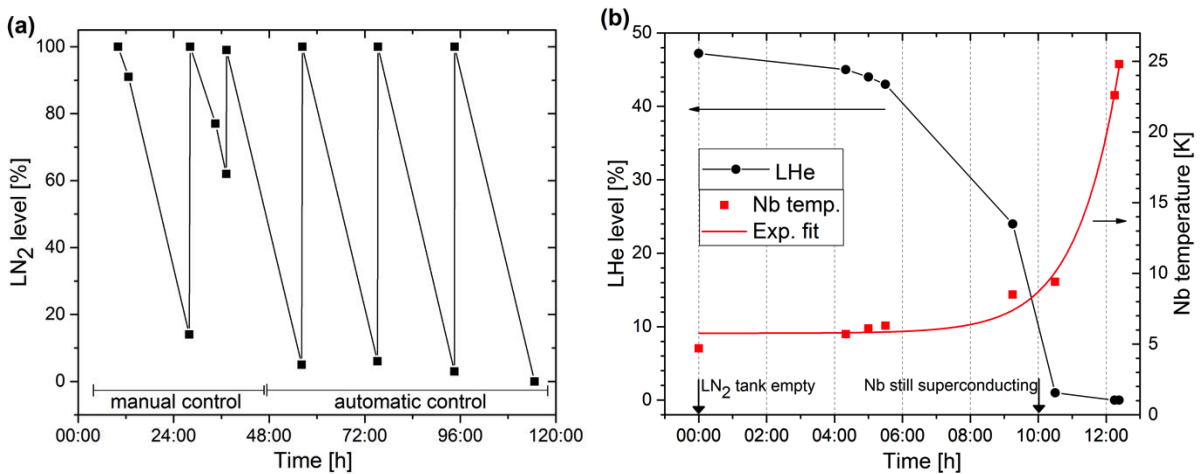 (a)
100
80
60
40
20
0
LN2 level [%]
manual control
automatic control
00:00 24:00 48:00 72:00 96:00 120:00
Time [h]
(b)
50
40
30
20
10
0
LHe level [%]
LHe
Nb temp.
Exp. fit
LN2 tank empty
Nb still superconducting
00:00 02:00 04:00 06:00 08:00 10:00 12:00
Time [h]
25
20
15
10
5
0
Nb temperature [K]